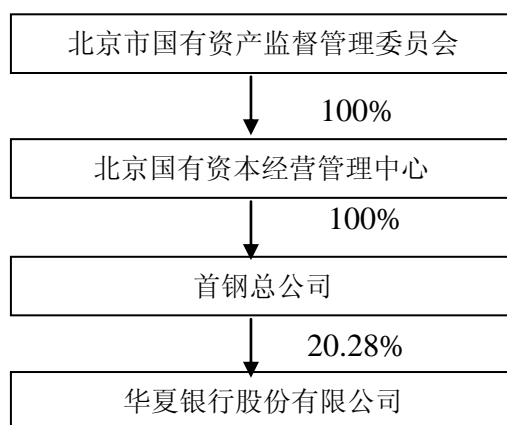 北京市国有资产监督管理委员会
100%
北京国有资本经营管理中心
100%
首钢总公司
20.28%
华夏银行股份有限公司